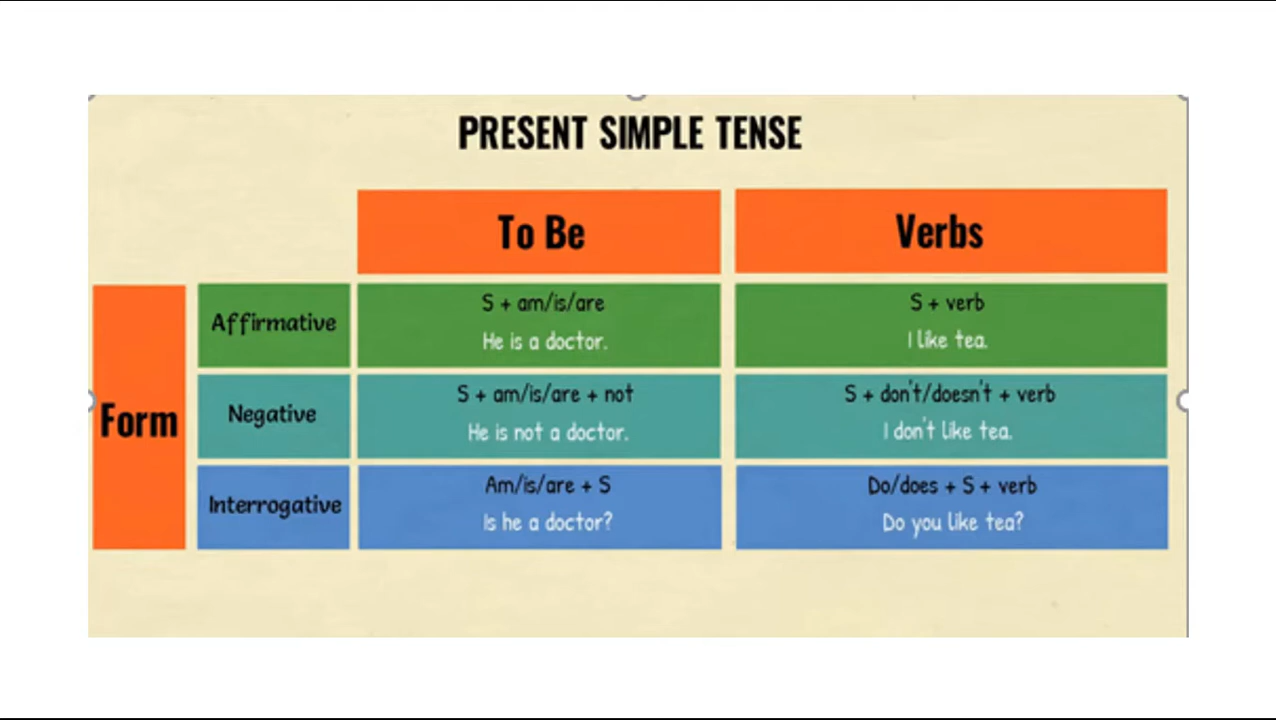 PRESENT SIMPLE TENSE
To Be
Verbs
Form
Affirmative
S + am/is/are
He is a doctor.
S + verb
I like tea.
Negative
S + am/is/are + not
He is not a doctor.
S + don't/doesn't + verb
I don't like tea.
Interrogative
Am/is/are + S
Is he a doctor?
Do/does + S + verb
Do you like tea?